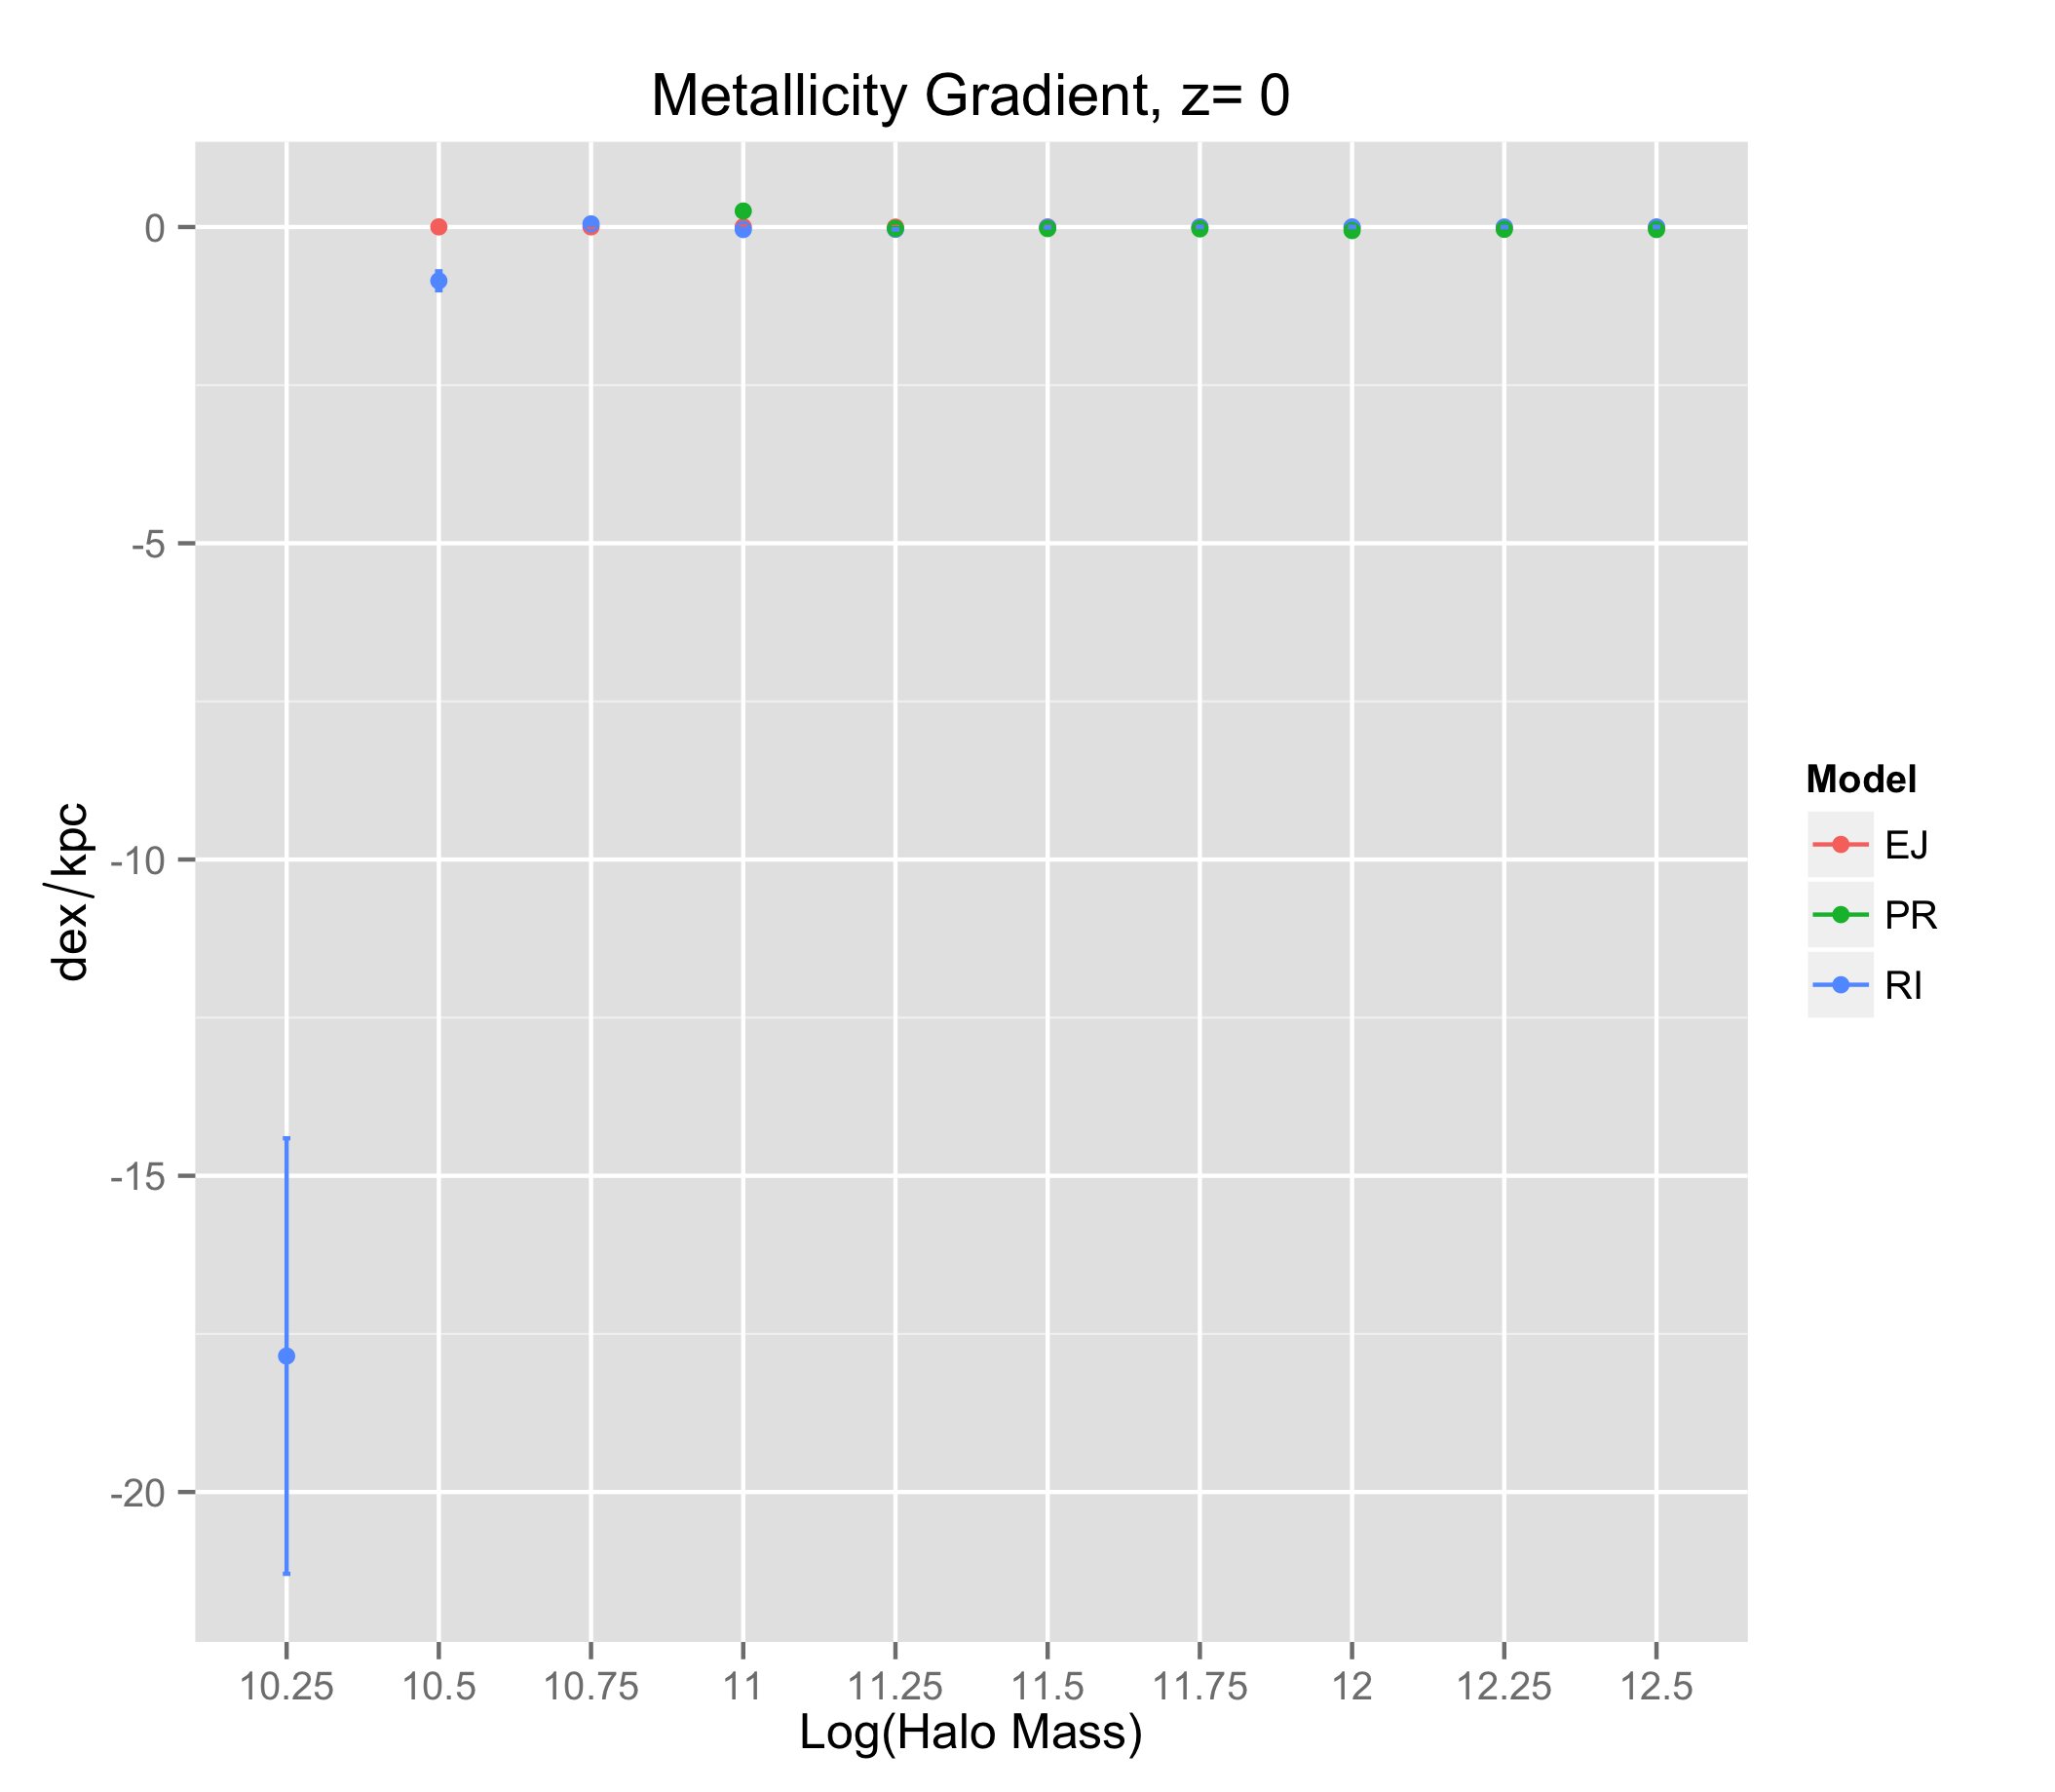 Metallicity Gradient, z= 0
dex/kpc
0
-5
-10
-15
-20
10.25 10.5 10.75 11 11.25 11.5 11.75 12 12.25 12.5
Log(Halo Mass)
Model
EJ
PR
RI